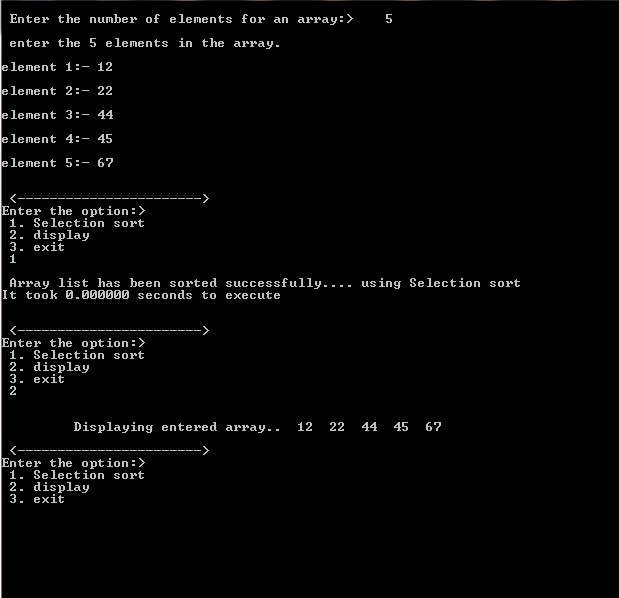 Enter the number of elements for an array:>    5
enter the 5 elements in the array.
element 1:- 12
element 2:- 22
element 3:- 44
element 4:- 45
element 5:- 67
<----------------------->
Enter the option:>
1. Selection sort
2. display
3. exit
1
Array list has been sorted successfully.... using Selection sort
It took 0.000000 seconds to execute
<----------------------->
Enter the option:>
1. Selection sort
2. display
3. exit
2
Displaying entered array..  12  22  44  45  67
<----------------------->
Enter the option:>
1. Selection sort
2. display
3. exit